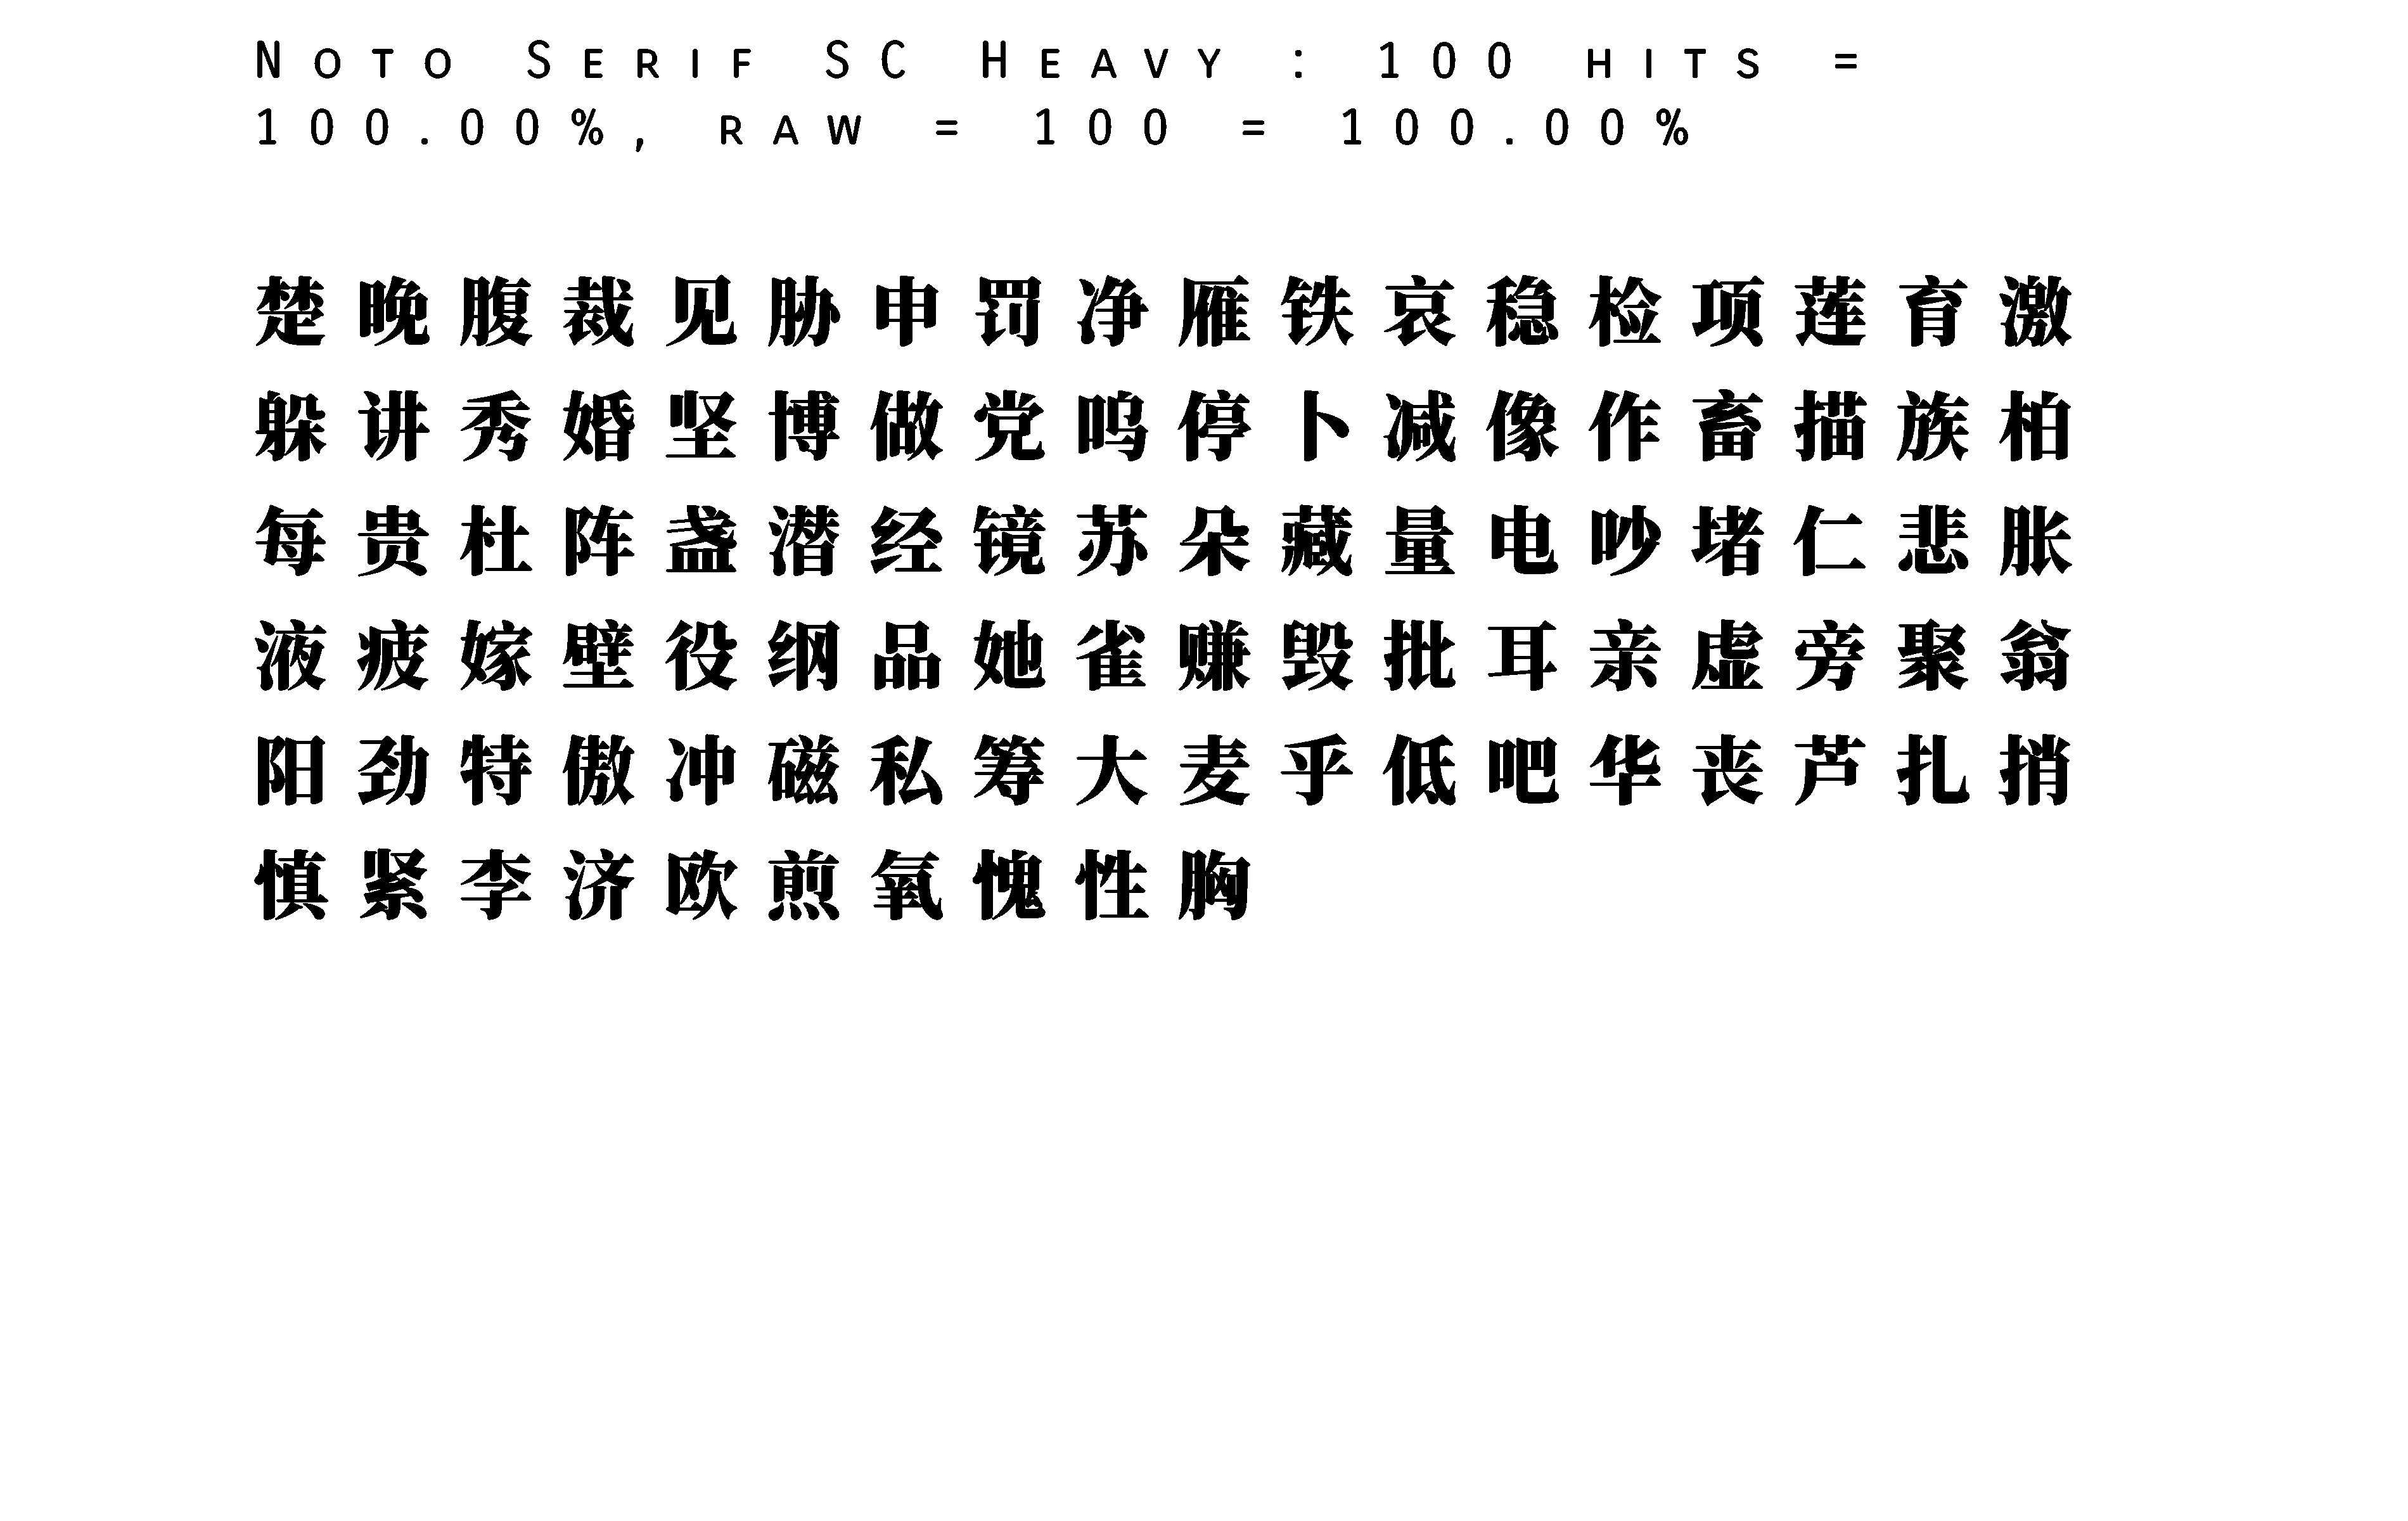 Noto Serif SC Heavy : 100 hits =
100.00%, raw = 100 = 100.00%
楚晚腹裁见胁申罚净雁铁哀稳检项莲育激
躲讲秀婚坚博做党呜停卜减像作畜描族柏
每贵杜阵盏潜经镜苏朵藏量电吵堵仁悲胀
液疲嫁壁役纲品她雀赚毁批耳亲虚旁聚翁
阳劲特傲冲磁私筹大麦乎低吧华丧芦扎捎
慎紧李济欧煎氧愧性胸